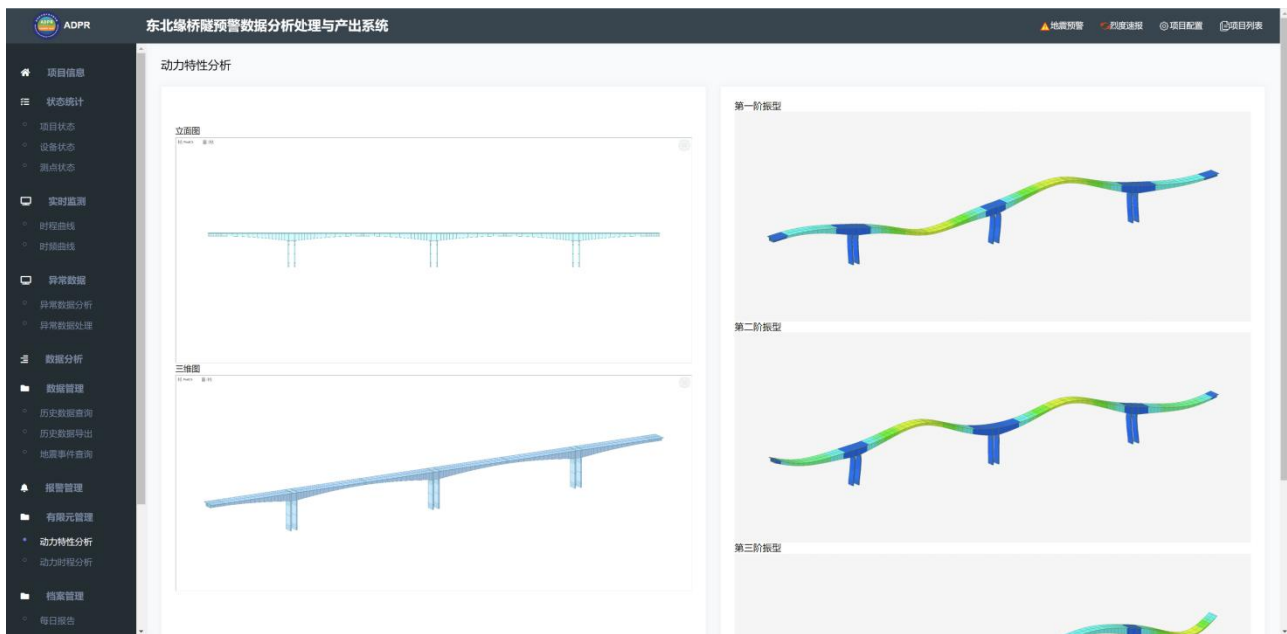 ADPR
东北缘桥隧预警数据分析处理与产出系统
地震预警
烈度速报
项目配置
项目列表
项目信息
状态统计
项目状态
设备状态
测点状态
实时监测
时程曲线
时频曲线
异常数据
异常数据分析
异常数据处理
数据分析
数据管理
历史数据查询
历史数据导出
地震事件查询
报警管理
有限元管理
动力特性分析
动力时程分析
档案管理
每日报告
动力特性分析
立面图
三维图
第一阶振型
第二阶振型
第三阶振型